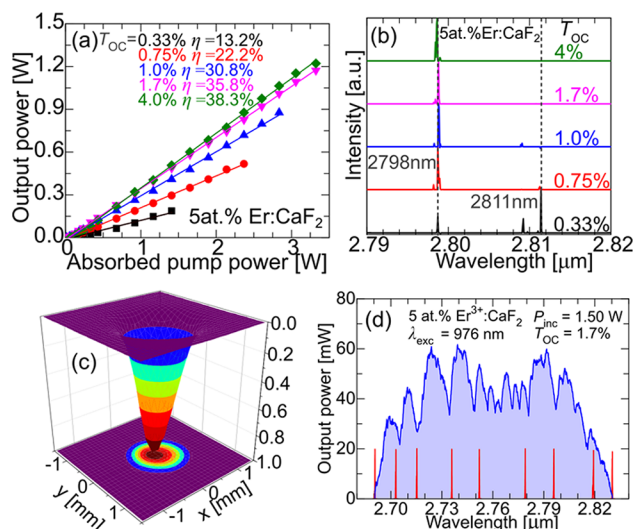 (a) T_OC=0.33% η=13.2%
0.75% η=22.2%
1.0% η=30.8%
1.7% η=35.8%
4.0% η=38.3%
5at.% Er:CaF₂
Output power [W]
1.5
1.2
0.9
0.6
0.3
0.0
0 1 2 3
Absorbed pump power [W]
(b) 5at.%Er:CaF₂ T_OC
4%
1.7%
1.0%
2798nm
0.75%
2811nm
0.33%
Intensity [a.u.]
2.79 2.80 2.81 2.82
Wavelength [μm]
(c)
0.0
0.2
0.4
0.6
0.8
1.0
-1 0 1
y [mm]
-1 0 1
x [mm]
(d) 5 at.% Er³⁺:CaF₂ P_inc = 1.50 W
λ_exc = 976 nm T_OC = 1.7%
Output power [mW]
80
60
40
20
0
2.70 2.73 2.76 2.79 2.82
Wavelength [μm]